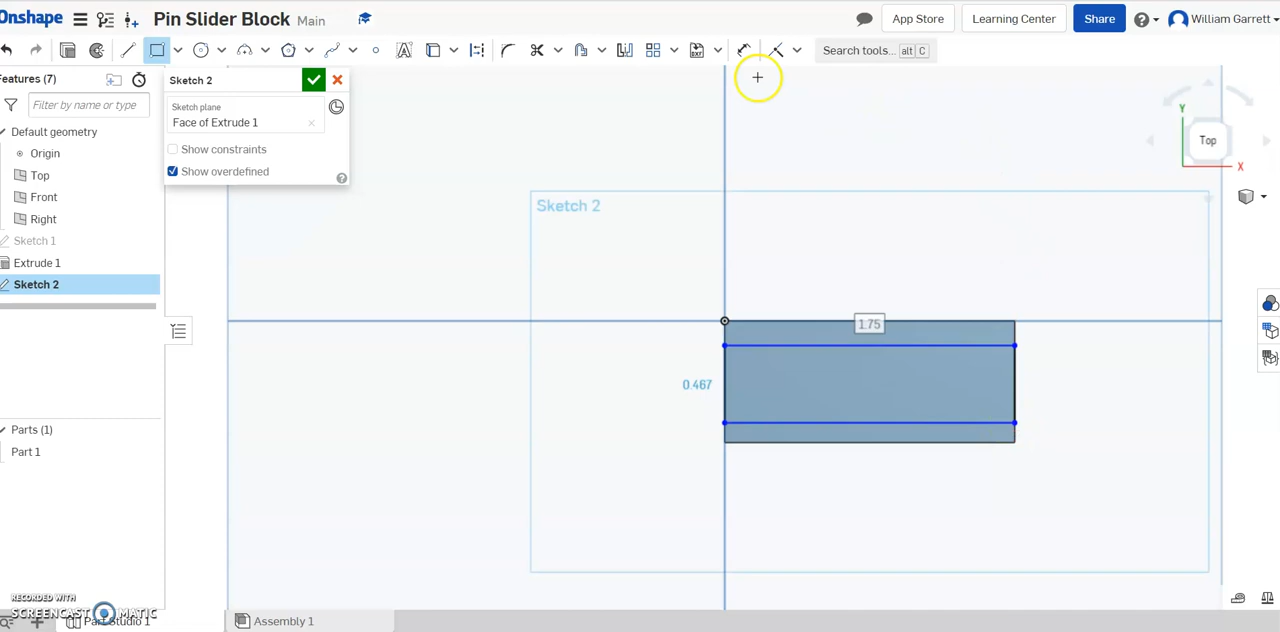 Onshape Pin Slider Block Main App Store Learning Center Share William Garrett
Search tools... alt C
Features (7)
Filter by name or type
Default geometry
Origin
Top
Front
Right
Sketch 1
Extrude 1
Sketch 2
Parts (1)
Part 1
Sketch 2
Sketch plane
Face of Extrude 1
Show constraints
Show overdefined
Y
Top
X
Sketch 2
1.75
0.467
RECORDED WITH
SCREENCAST MATIC
Part Studio 1
Assembly 1